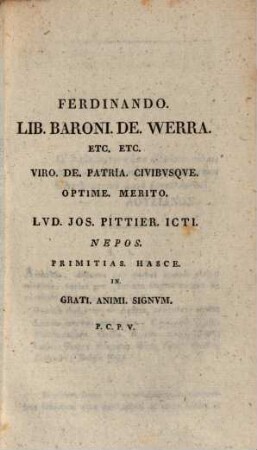 FERDINANDO.
LIB. BARONI. DE. WERRA.
ETC. ETC.
VIRO. DE. PATRIA. CIVIBVSQVE.
OPTIME. MERITO.
LVD. JOS. PITTIER. ICTI.
NEPOS.
PRIMITIAS. HASCE.
IN
GRATI. ANIMI. SIGNVM.
P. C. P. V.